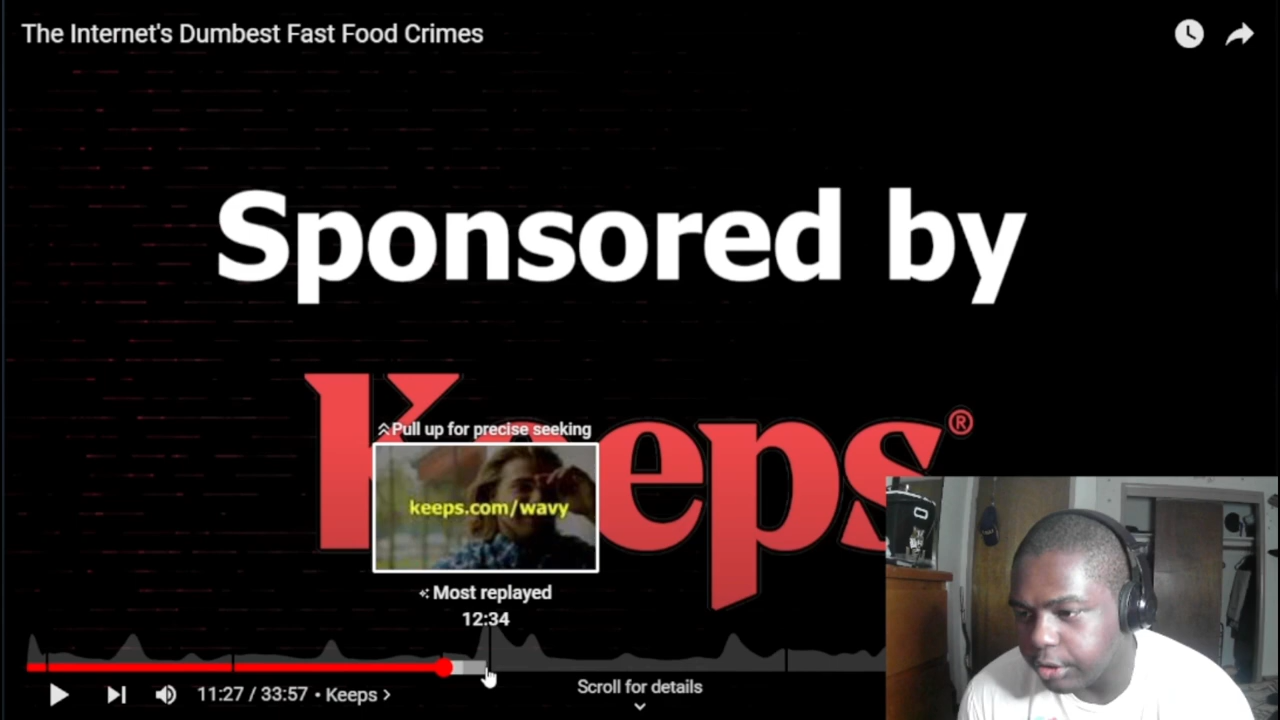 The Internet's Dumbest Fast Food Crimes
Sponsored by
Keeps®
Pull up for precise seeking
keeps.com/wavy
Most replayed
12:34
11:27 / 33:57 • Keeps >
Scroll for details